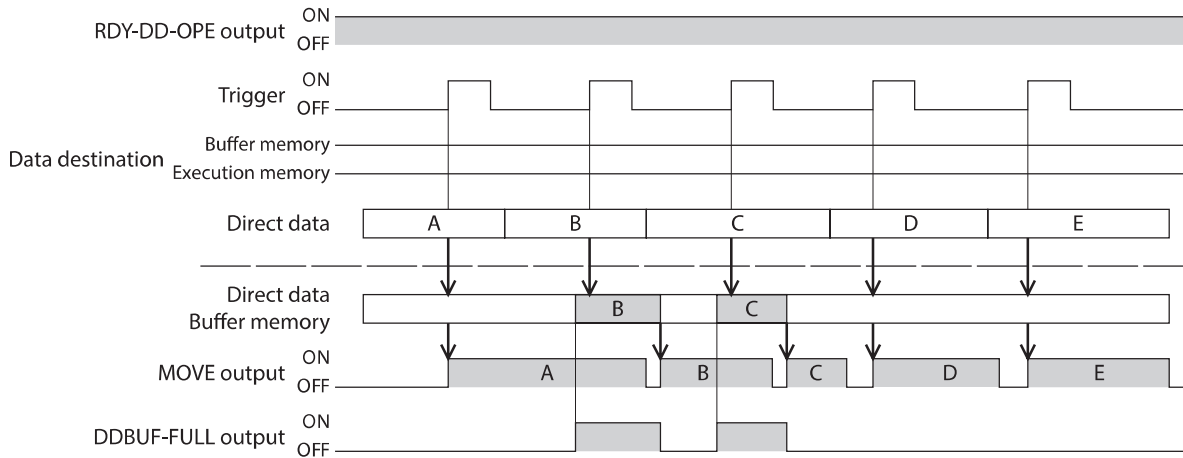 ON
RDY-DD-OPE output
OFF
ON
Trigger
OFF
Buffer memory
Data destination
Execution memory
Direct data A B C D E
Direct data
Buffer memory B C
ON
MOVE output A B C D E
OFF
ON
DDBUF-FULL output
OFF